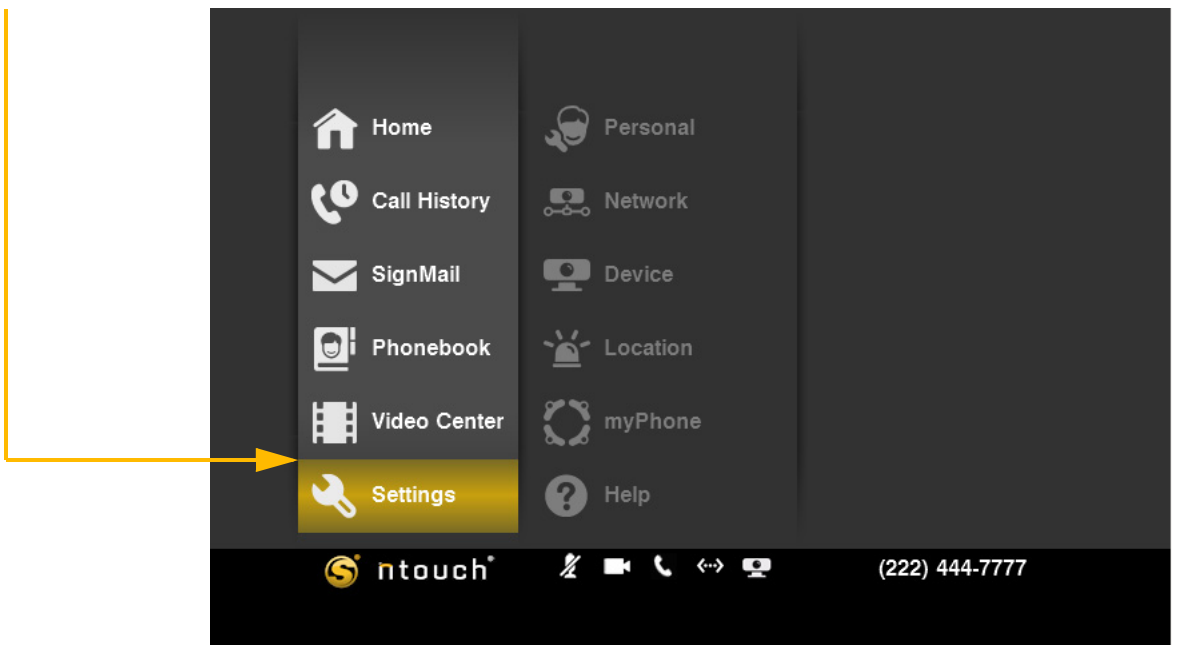 Home
Call History
SignMail
Phonebook
Video Center
Settings
Personal
Network
Device
Location
myPhone
Help
ntouch® (222) 444-7777